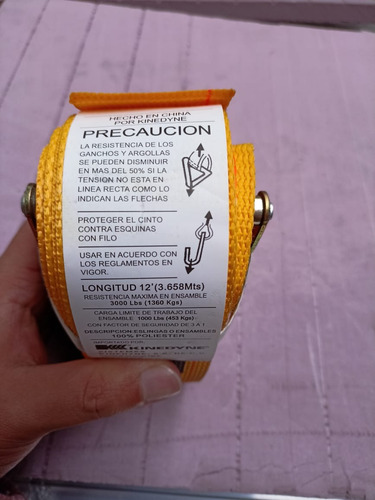 HECHO EN CHINA
POR KINEDYNE
PRECAUCION
LA RESISTENCIA DE LOS
GANCHOS Y ARGOLLAS
SE PUEDEN DISMINUIR
EN MAS DEL 50% SI LA
TENSION NO ESTA EN
LINEA RECTA COMO LO
INDICAN LAS FLECHAS
PROTEGER EL CINTO
CONTRA ESQUINAS
CON FILO
USAR EN ACUERDO CON
LOS REGLAMENTOS EN
VIGOR.
LONGITUD 12'(3.658Mts)
RESISTENCIA MAXIMA EN ENSAMBLE
3000 Lbs (1360 Kgs)
CARGA LIMITE DE TRABAJO DEL
ENSAMBLE 1000 Lbs (453 Kgs)
CON FACTOR DE SEGURIDAD DE 3 A 1
DESCRIPCION:ESLINGAS O ENSAMBLES
100% POLIESTER
IMPORTADO POR:
KINEDYNE